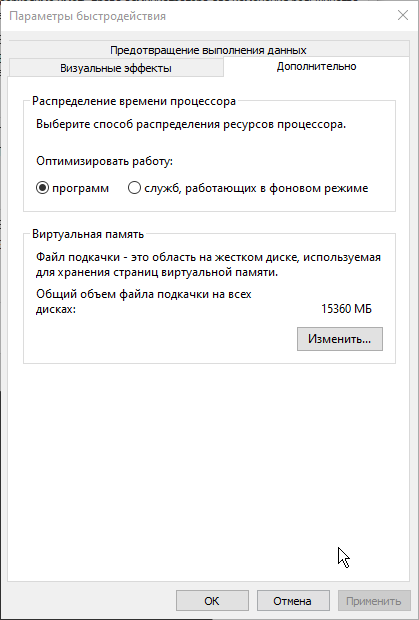 Параметры быстродействия
Предотвращение выполнения данных
Визуальные эффекты
Дополнительно
Распределение времени процессора
Выберите способ распределения ресурсов процессора.
Оптимизировать работу:
программ
служб, работающих в фоновом режиме
Виртуальная память
Файл подкачки - это область на жестком диске, используемая
для хранения страниц виртуальной памяти.
Общий объем файла подкачки на всех
дисках:
15360 МБ
Изменить...
ОК
Отмена
Применить